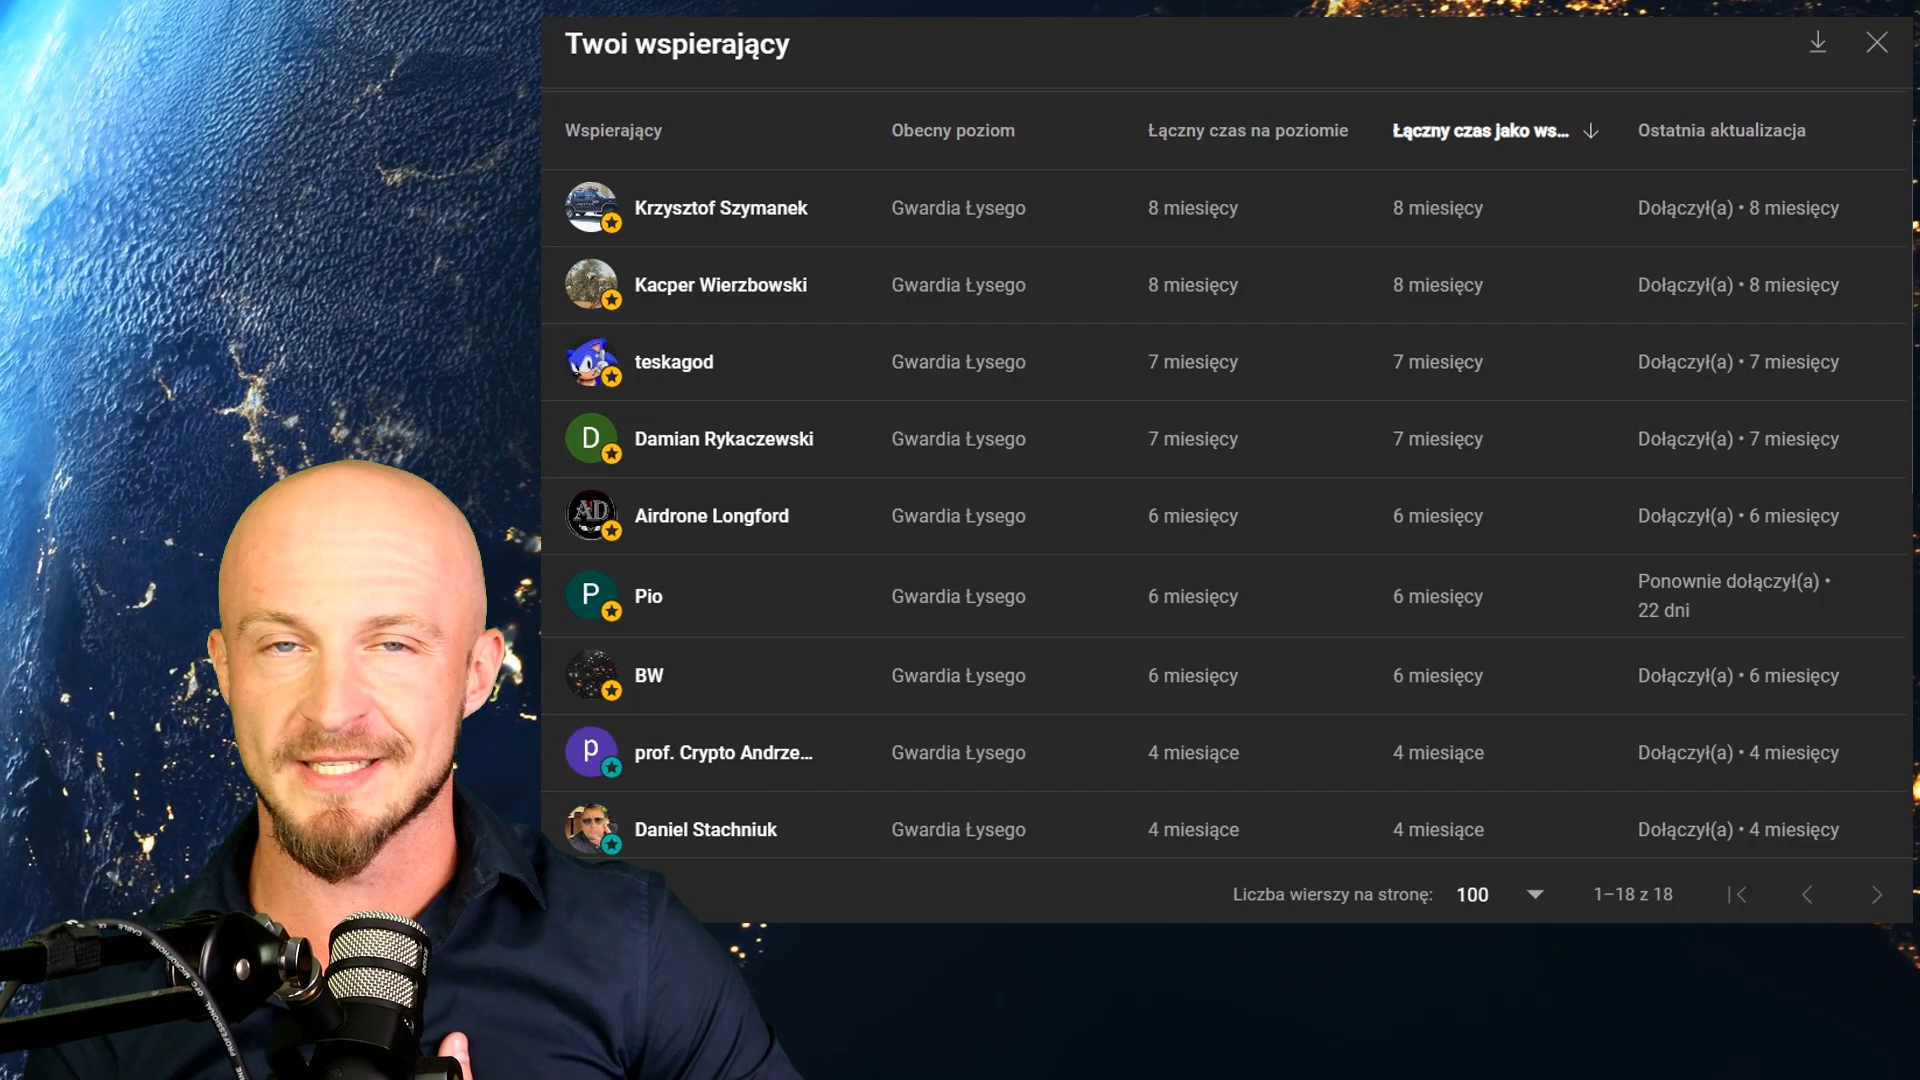 Twoi wspierający
Wspierający Obecny poziom Łączny czas na poziomie Łączny czas jako ws... Ostatnia aktualizacja
Krzysztof Szymanek Gwardia Łysego 8 miesięcy 8 miesięcy Dołączył(a) • 8 miesięcy
Kacper Wierzbowski Gwardia Łysego 8 miesięcy 8 miesięcy Dołączył(a) • 8 miesięcy
teskagod Gwardia Łysego 7 miesięcy 7 miesięcy Dołączył(a) • 7 miesięcy
D Damian Rykaczewski Gwardia Łysego 7 miesięcy 7 miesięcy Dołączył(a) • 7 miesięcy
AD Airdrone Longford Gwardia Łysego 6 miesięcy 6 miesięcy Dołączył(a) • 6 miesięcy
P Pio Gwardia Łysego 6 miesięcy 6 miesięcy Ponownie dołączył(a) •
22 dni
BW Gwardia Łysego 6 miesięcy 6 miesięcy Dołączył(a) • 6 miesięcy
p prof. Crypto Andrze... Gwardia Łysego 4 miesiące 4 miesiące Dołączył(a) • 4 miesięcy
Daniel Stachniuk Gwardia Łysego 4 miesiące 4 miesiące Dołączył(a) • 4 miesięcy
Liczba wierszy na stronę: 100 1–18 z 18
OFC MICROPHONE CABLE
PROFESSIONAL